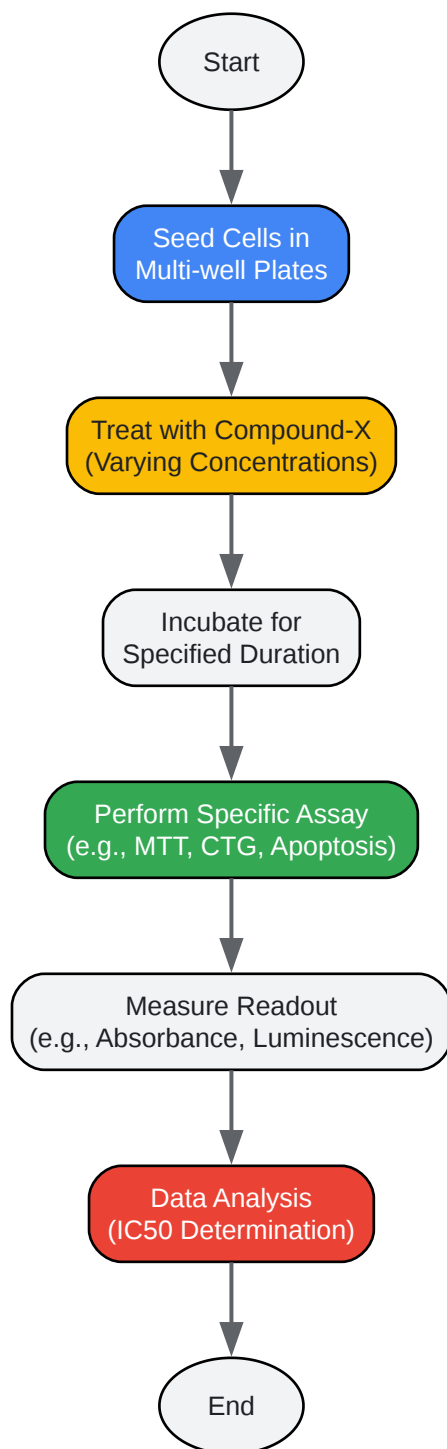 Start
Seed Cells in
Multi-well Plates
Treat with Compound-X
(Varying Concentrations)
Incubate for
Specified Duration
Perform Specific Assay
(e.g., MTT, CTG, Apoptosis)
Measure Readout
(e.g., Absorbance, Luminescence)
Data Analysis
(IC50 Determination)
End